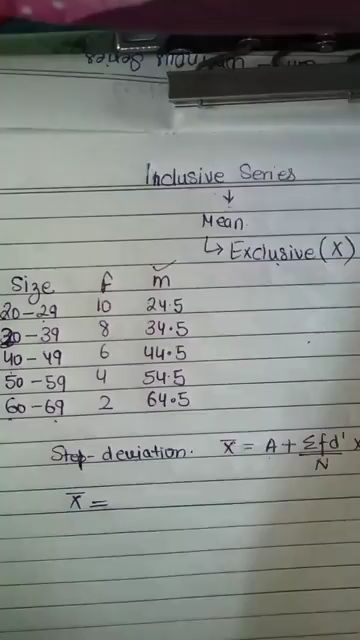 Series
Inclusive Series
↓
Mean.
↳ Exclusive (X)
Size f m
20-29 10 24.5
30-39 8 34.5
40-49 6 44.5
50-59 4 54.5
60-69 2 64.5
Step-deviation. X̅ = A + Σfd' x
N
X̅ =